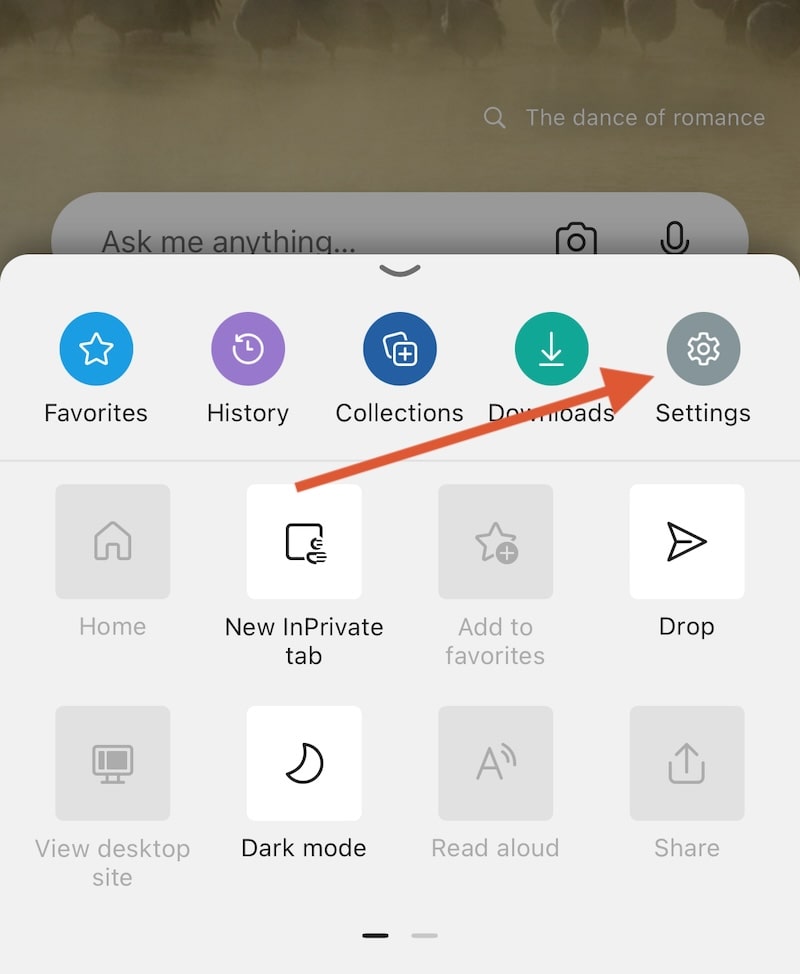 The dance of romance
Ask me anything...
Favorites
History
Collections
Downloads
Settings
Home
New InPrivate
tab
Add to
favorites
Drop
View desktop
site
Dark mode
Read aloud
Share